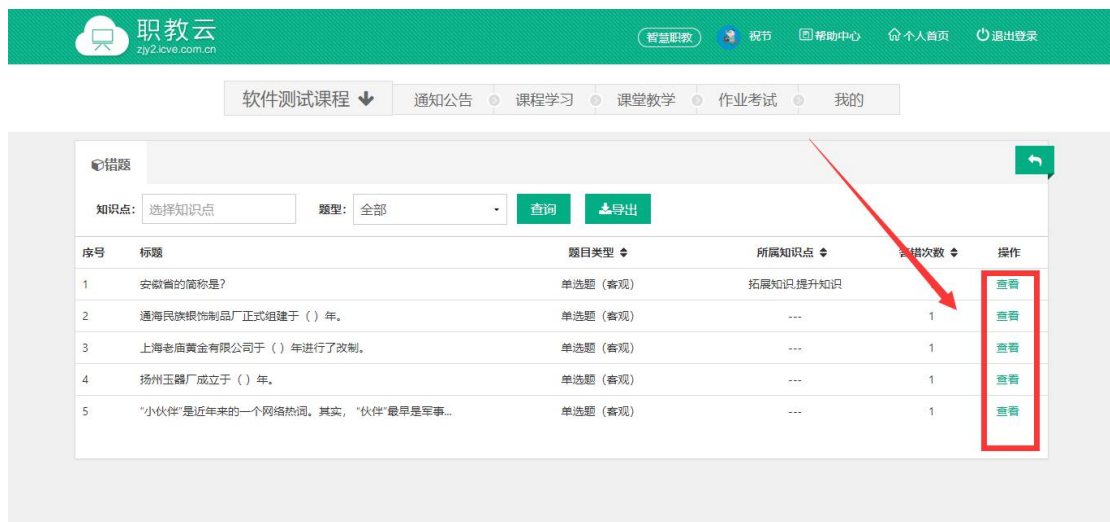 职教云
zjy2.icve.com.cn
智慧职教 祝节 帮助中心 个人首页 退出登录
软件测试课程 通知公告 课程学习 课堂教学 作业考试 我的
错题
知识点: 选择知识点 题型: 全部 查询 导出
序号 标题 题目类型 所属知识点 答错次数 操作
1 安徽省的简称是? 单选题（客观） 拓展知识,提升知识 查看
2 通海民族银饰制品厂正式组建于（ ）年。 单选题（客观） --- 1 查看
3 上海老庙黄金有限公司于（ ）年进行了改制。 单选题（客观） --- 1 查看
4 扬州玉器厂成立于（ ）年。 单选题（客观） --- 1 查看
5 “小伙伴”是近年来的一个网络热词。其实， “伙伴”最早是军事... 单选题（客观） --- 1 查看